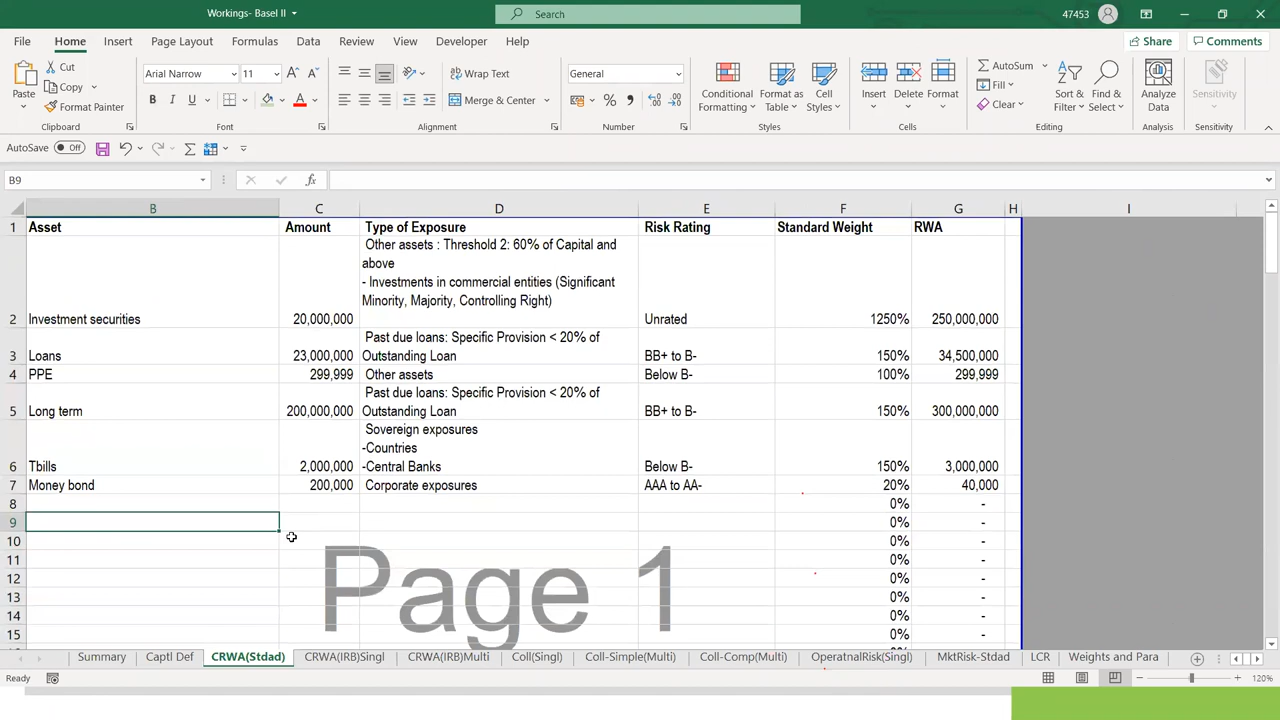 Workings- Basel II
Search
47453
File Home Insert Page Layout Formulas Data Review View Developer Help
Share Comments
Cut
Copy
Format Painter
Paste
Arial Narrow 11
Wrap Text
Merge & Center
General
Conditional Formatting
Format as Table
Cell Styles
Insert Delete Format
AutoSum
Fill
Clear
Sort & Filter
Find & Select
Analyze Data
Sensitivity
Clipboard Font Alignment Number Styles Cells Editing Analysis Sensitivity
AutoSave Off
B9
fx
B C D E F G H I
1 Asset Amount Type of Exposure Risk Rating Standard Weight RWA
Other assets : Threshold 2: 60% of Capital and
above
- Investments in commercial entities (Significant
Minority, Majority, Controlling Right)
2 Investment securities 20,000,000 Unrated 1250% 250,000,000
Past due loans: Specific Provision < 20% of
3 Loans 23,000,000 Outstanding Loan BB+ to B- 150% 34,500,000
4 PPE 299,999 Other assets Below B- 100% 299,999
Past due loans: Specific Provision < 20% of
5 Long term 200,000,000 Outstanding Loan BB+ to B- 150% 300,000,000
Sovereign exposures
-Countries
6 Tbills 2,000,000 -Central Banks Below B- 150% 3,000,000
7 Money bond 200,000 Corporate exposures AAA to AA- 20% 40,000
8 0% -
9 0% -
10 0% -
11 0% -
12 0% -
13 0% -
14 0% -
15 0% -
Page 1
Summary Captl Def CRWA(Stdad) CRWA(IRB)Singl CRWA(IRB)Multi Coll(Singl) Coll-Simple(Multi) Coll-Comp(Multi) OperatnalRisk(Singl) MktRisk-Stdad LCR Weights and Para
Ready
120%